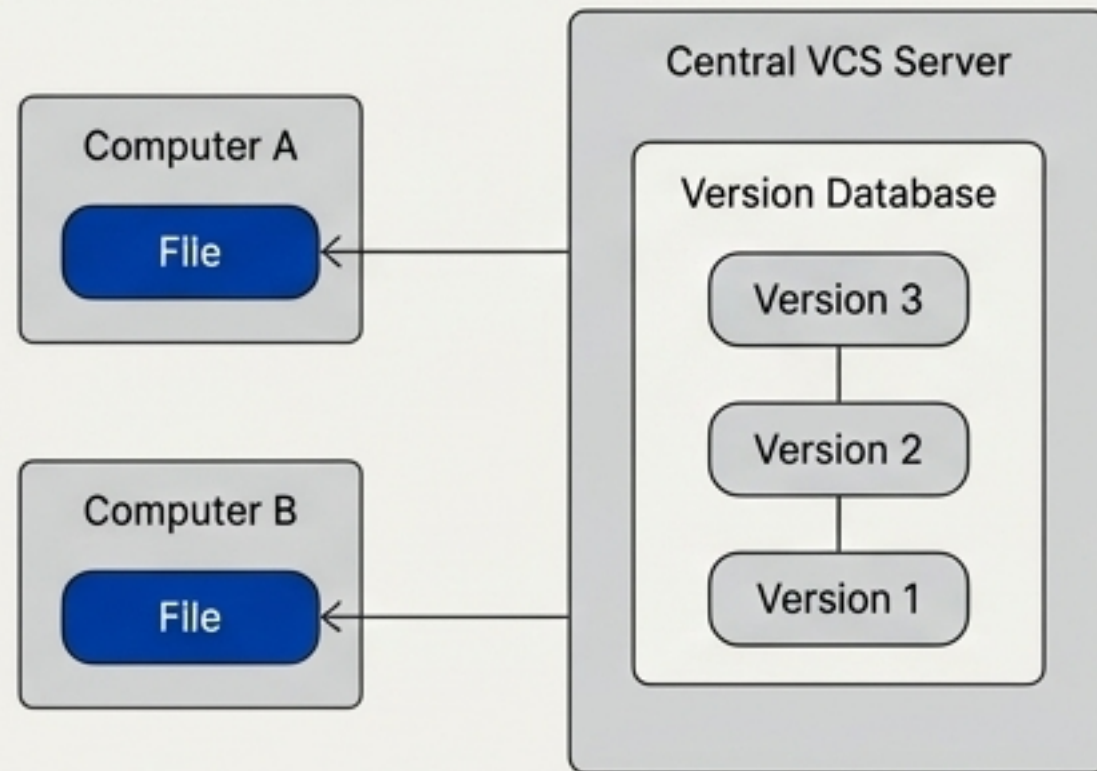 Central VCS Server
Computer A
File
Version Database
Version 3
Version 2
Version 1
Computer B
File